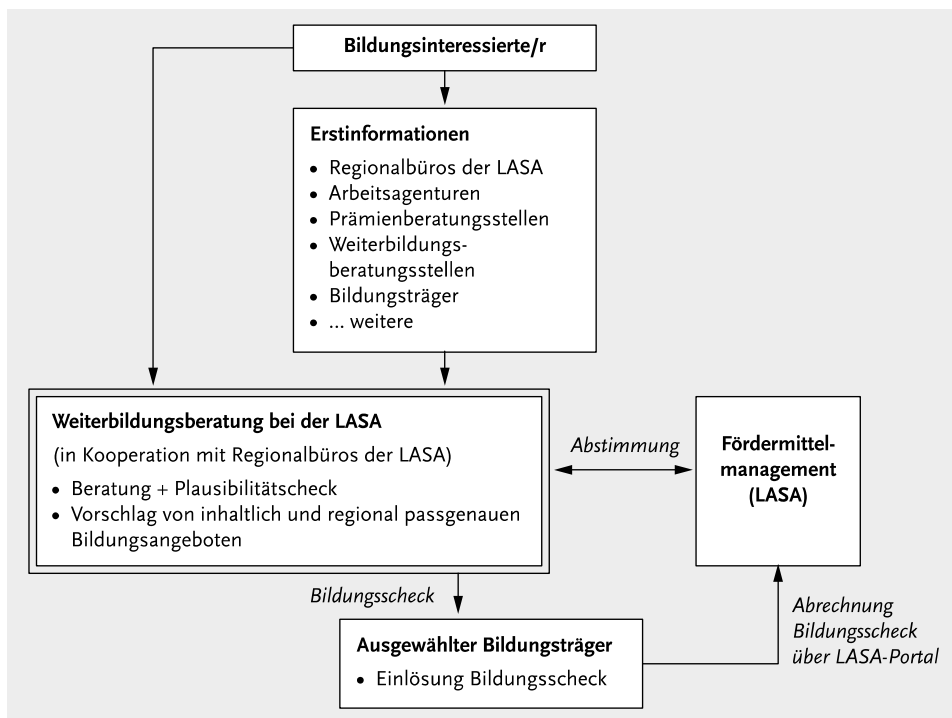 Bildungsinteressierte/r
Erstinformationen
• Regionalbüros der LASA
• Arbeitsagenturen
• Prämienberatungsstellen
• Weiterbildungs-
beratungsstellen
• Bildungsträger
• ... weitere
Weiterbildungsberatung bei der LASA
(in Kooperation mit Regionalbüros der LASA)
• Beratung + Plausibilitätscheck
• Vorschlag von inhaltlich und regional passgenauen
Bildungsangeboten
Abstimmung
Fördermittel-
management
(LASA)
Bildungsscheck
Ausgewählter Bildungsträger
• Einlösung Bildungsscheck
Abrechnung
Bildungsscheck
über LASA-Portal